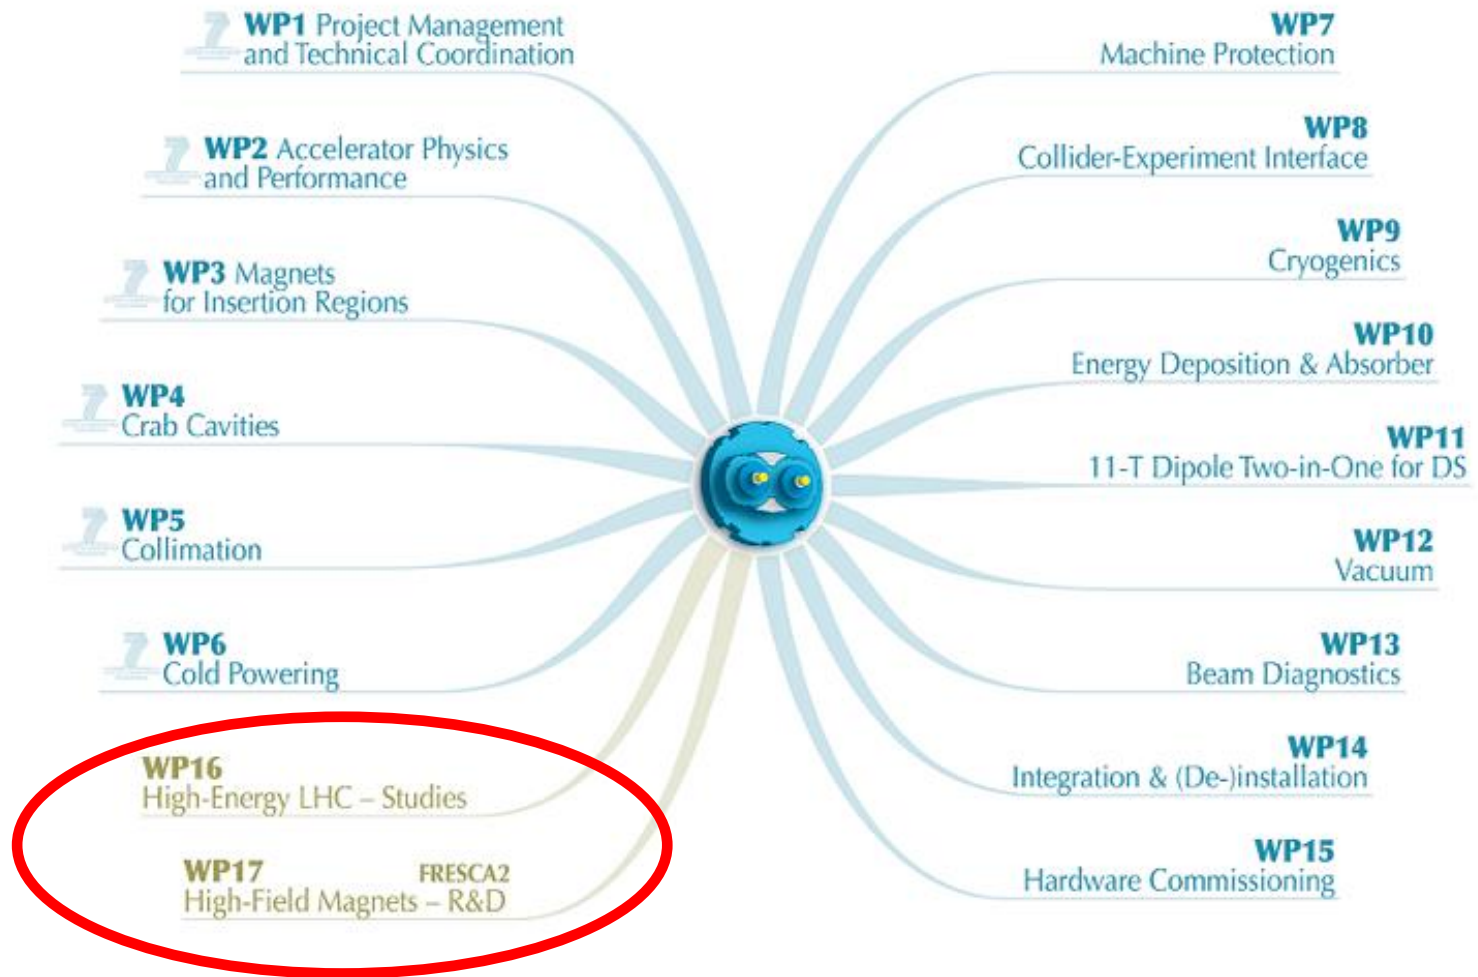 WP1 Project Management
and Technical Coordination
WP2 Accelerator Physics
and Performance
WP3 Magnets
for Insertion Regions
WP4
Crab Cavities
WP5
Collimation
WP6
Cold Powering
WP16
High-Energy LHC – Studies
WP17 FRESCA2
High-Field Magnets – R&D
WP7
Machine Protection
WP8
Collider-Experiment Interface
WP9
Cryogenics
WP10
Energy Deposition & Absorber
WP11
11-T Dipole Two-in-One for DS
WP12
Vacuum
WP13
Beam Diagnostics
WP14
Integration & (De-)installation
WP15
Hardware Commissioning